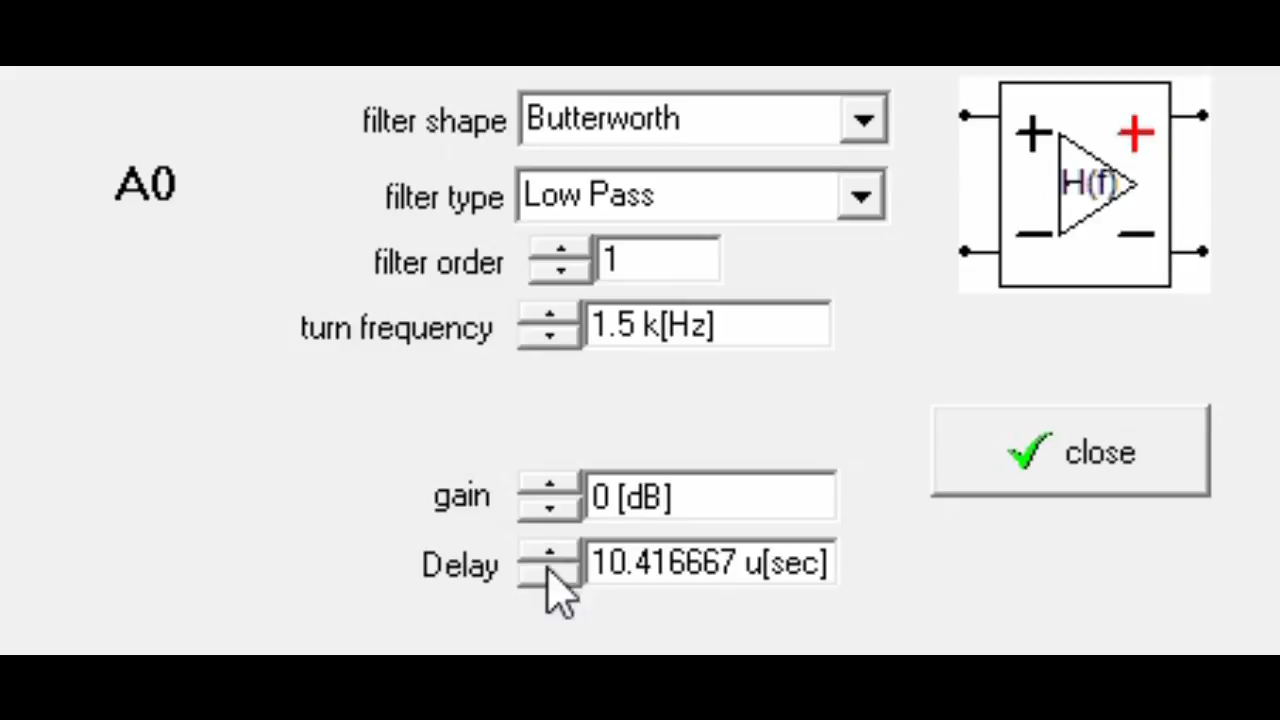 filter shape Butterworth
A0
filter type Low Pass
filter order 1
turn frequency 1.5 k[Hz]
+ +
H(f)
− −
close
gain 0 [dB]
Delay 10.416667 u[sec]